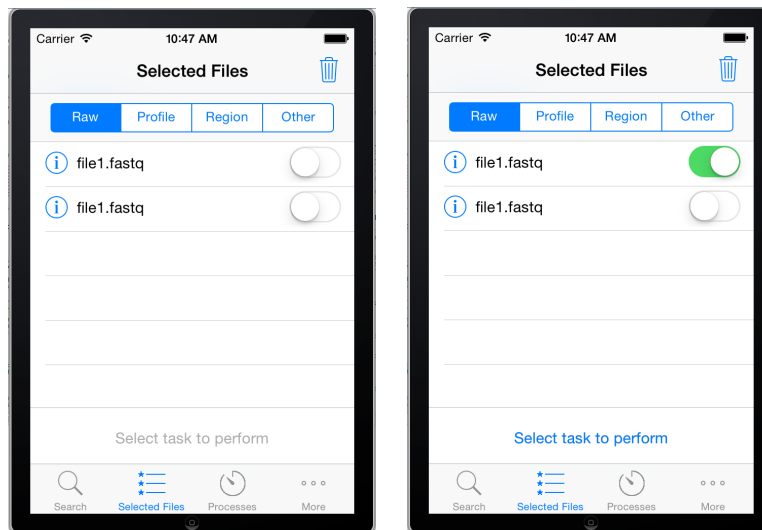 Carrier 10:47 AM
Selected Files
Raw Profile Region Other
i file1.fastq
i file1.fastq
Select task to perform
Search Selected Files Processes More
Carrier 10:47 AM
Selected Files
Raw Profile Region Other
i file1.fastq
i file1.fastq
Select task to perform
Search Selected Files Processes More